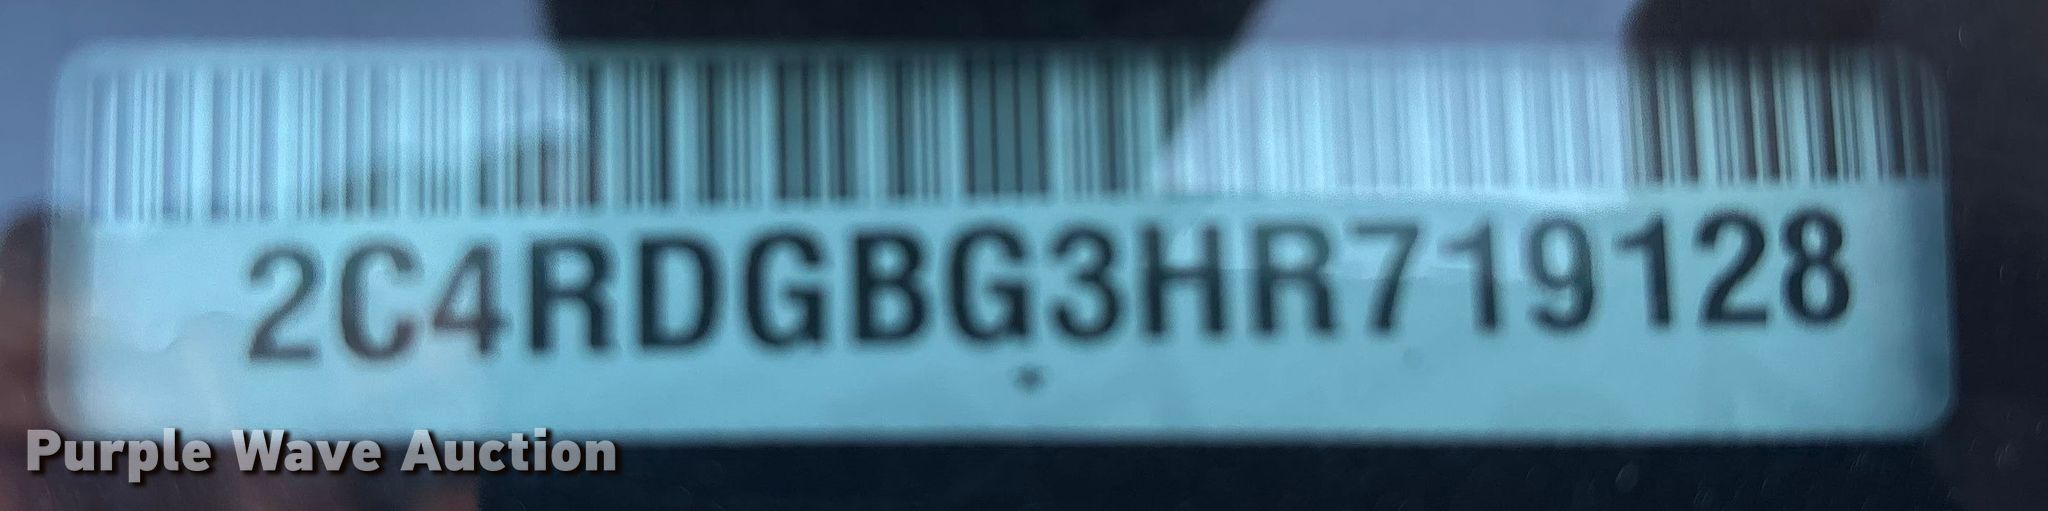 2C4RDGBG3HR719128
*
Purple Wave Auction